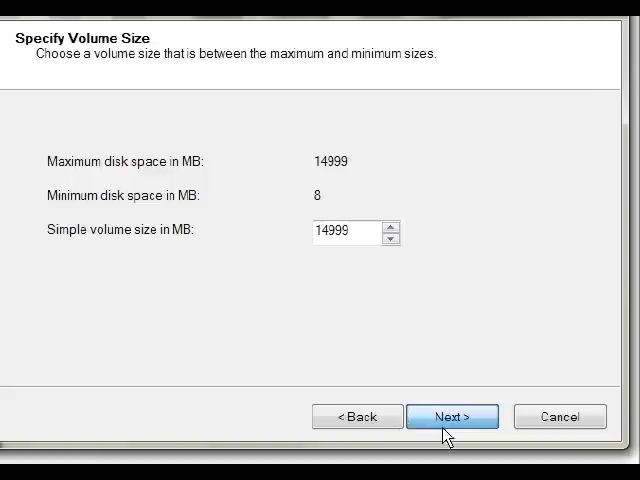 Specify Volume Size
Choose a volume size that is between the maximum and minimum sizes.
Maximum disk space in MB: 14999
Minimum disk space in MB: 8
Simple volume size in MB: 14999
< Back Next > Cancel